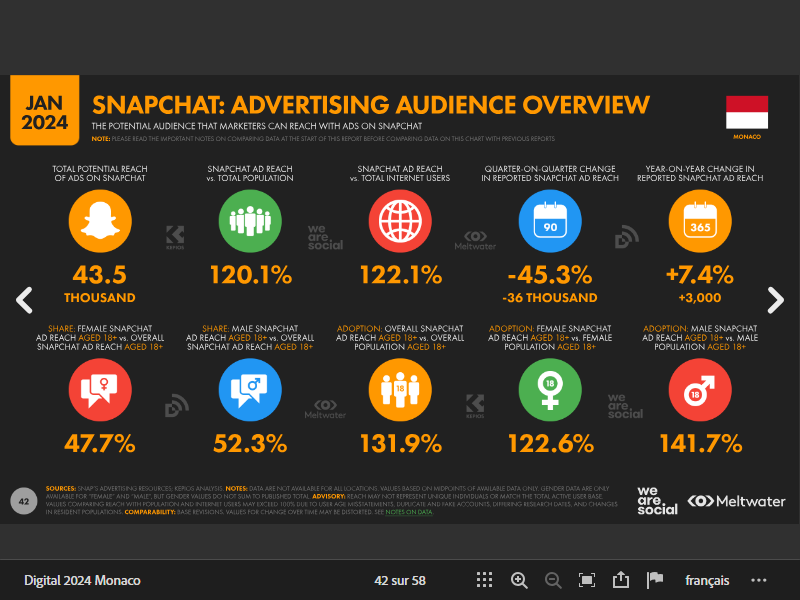 JAN
2024
SNAPCHAT: ADVERTISING AUDIENCE OVERVIEW
THE POTENTIAL AUDIENCE THAT MARKETERS CAN REACH WITH ADS ON SNAPCHAT
NOTE: PLEASE READ THE IMPORTANT NOTES ON COMPARING DATA AT THE START OF THIS REPORT BEFORE COMPARING DATA ON THIS CHART WITH PREVIOUS REPORTS
MONACO
TOTAL POTENTIAL REACH
OF ADS ON SNAPCHAT
43.5
THOUSAND
SNAPCHAT AD REACH
vs. TOTAL POPULATION
120.1%
SNAPCHAT AD REACH
vs. TOTAL INTERNET USERS
122.1%
QUARTER-ON-QUARTER CHANGE
IN REPORTED SNAPCHAT AD REACH
90
-45.3%
-36 THOUSAND
YEAR-ON-YEAR CHANGE IN
REPORTED SNAPCHAT AD REACH
365
+7.4%
+3,000
KEPIOS
we
are
social
Meltwater
SHARE: FEMALE SNAPCHAT
AD REACH AGED 18+ vs. OVERALL
SNAPCHAT AD REACH AGED 18+
47.7%
SHARE: MALE SNAPCHAT
AD REACH AGED 18+ vs. OVERALL
SNAPCHAT AD REACH AGED 18+
52.3%
ADOPTION: OVERALL SNAPCHAT
AD REACH AGED 18+ vs. OVERALL
POPULATION AGED 18+
18
131.9%
ADOPTION: FEMALE SNAPCHAT
AD REACH AGED 18+ vs. FEMALE
POPULATION AGED 18+
18
122.6%
ADOPTION: MALE SNAPCHAT
AD REACH AGED 18+ vs. MALE
POPULATION AGED 18+
18
141.7%
Meltwater
KEPIOS
we
are
social
42
SOURCES: SNAP'S ADVERTISING RESOURCES; KEPIOS ANALYSIS. NOTES: DATA ARE NOT AVAILABLE FOR ALL LOCATIONS. VALUES BASED ON MIDPOINTS OF AVAILABLE DATA ONLY. GENDER DATA ARE ONLY
AVAILABLE FOR "FEMALE" AND "MALE", BUT GENDER VALUES DO NOT SUM TO PUBLISHED TOTAL. ADVISORY: REACH MAY NOT REPRESENT UNIQUE INDIVIDUALS OR MATCH THE TOTAL ACTIVE USER BASE.
VALUES COMPARING REACH WITH POPULATION AND INTERNET USERS MAY EXCEED 100% DUE TO USER AGE MISSTATEMENTS, DUPLICATE AND FAKE ACCOUNTS, DIFFERING RESEARCH DATES, AND CHANGES
IN RESIDENT POPULATIONS. COMPARABILITY: BASE REVISIONS. VALUES FOR CHANGE OVER TIME MAY BE DISTORTED. SEE NOTES ON DATA.
we
are
social
Meltwater
Digital 2024 Monaco
42 sur 58
français